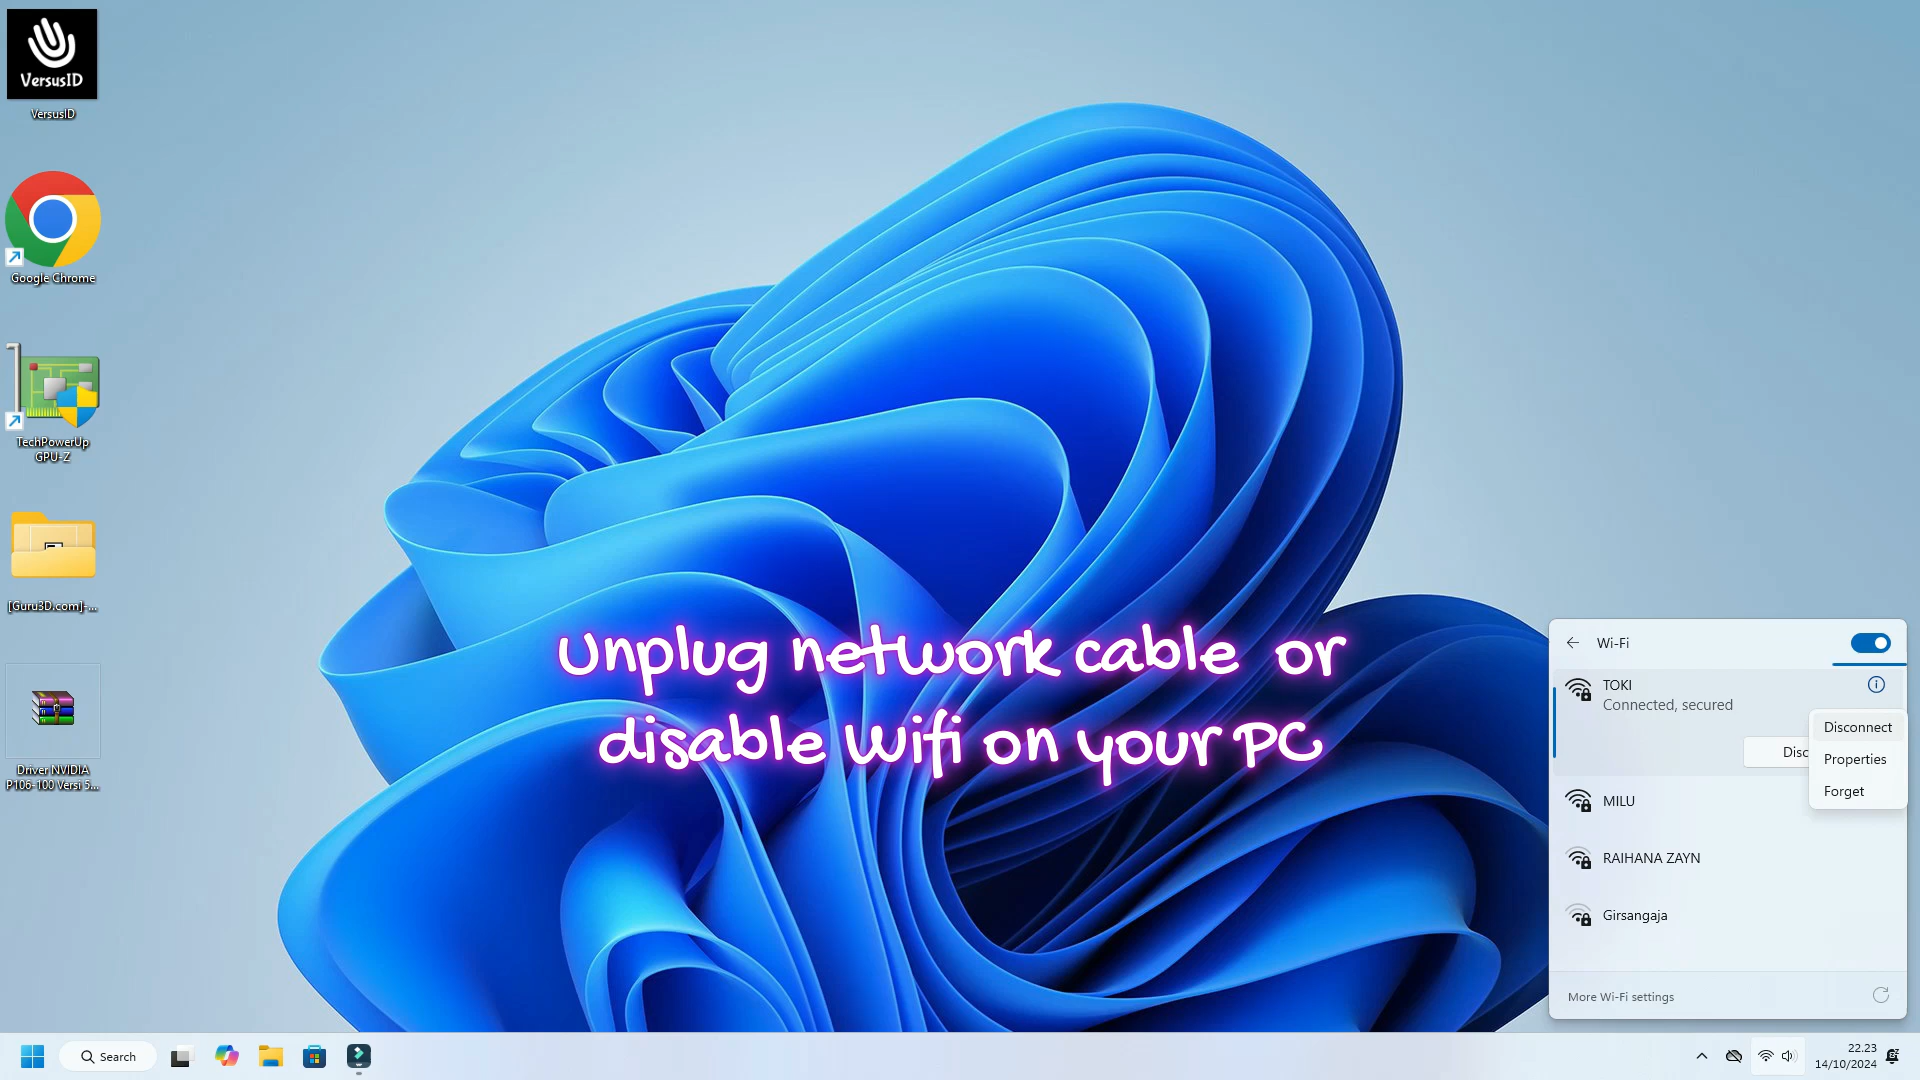 VersusID
VersusID
Google Chrome
TechPowerUp
GPU-Z
[Guru3D.com]-...
Driver NVIDIA
P106-100 Versi 5...
Unplug network cable or
disable Wifi on your PC
Wi-Fi
TOKI
Connected, secured
Disconnect
Disc
Properties
Forget
MILU
RAIHANA ZAYN
Girsangaja
More Wi-Fi settings
Search
22.23
14/10/2024